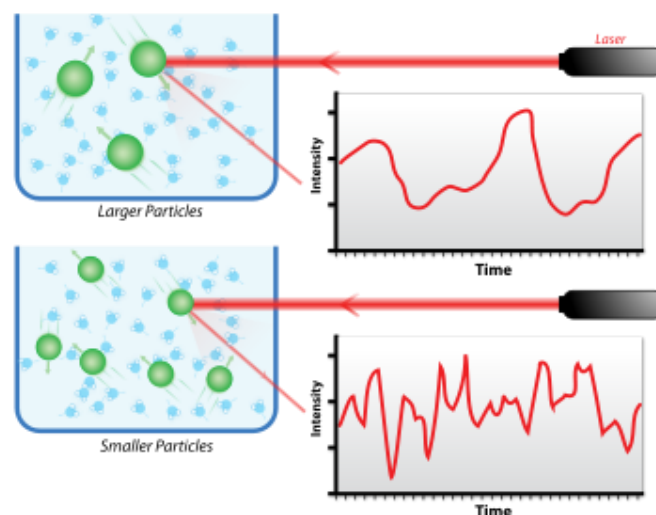 Laser
Intensity
Time
Larger Particles
Intensity
Time
Smaller Particles